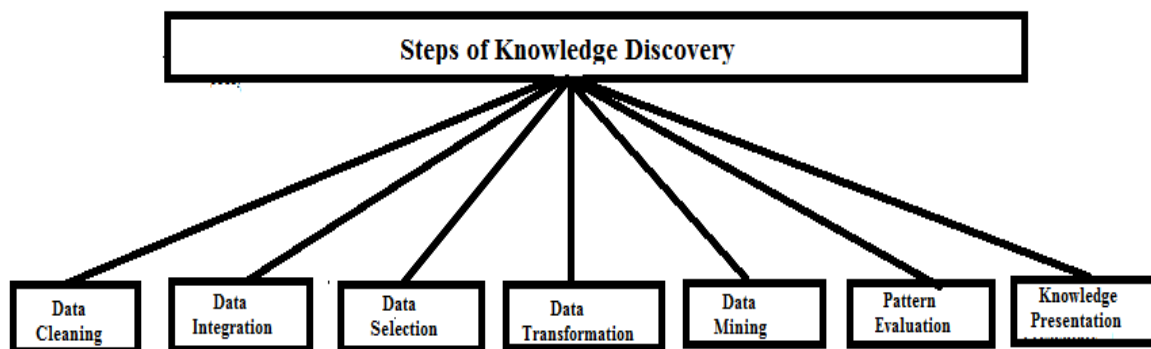 Steps of Knowledge Discovery
Data
Cleaning
Data
Integration
Data
Selection
Data
Transformation
Data
Mining
Pattern
Evaluation
Knowledge
Presentation